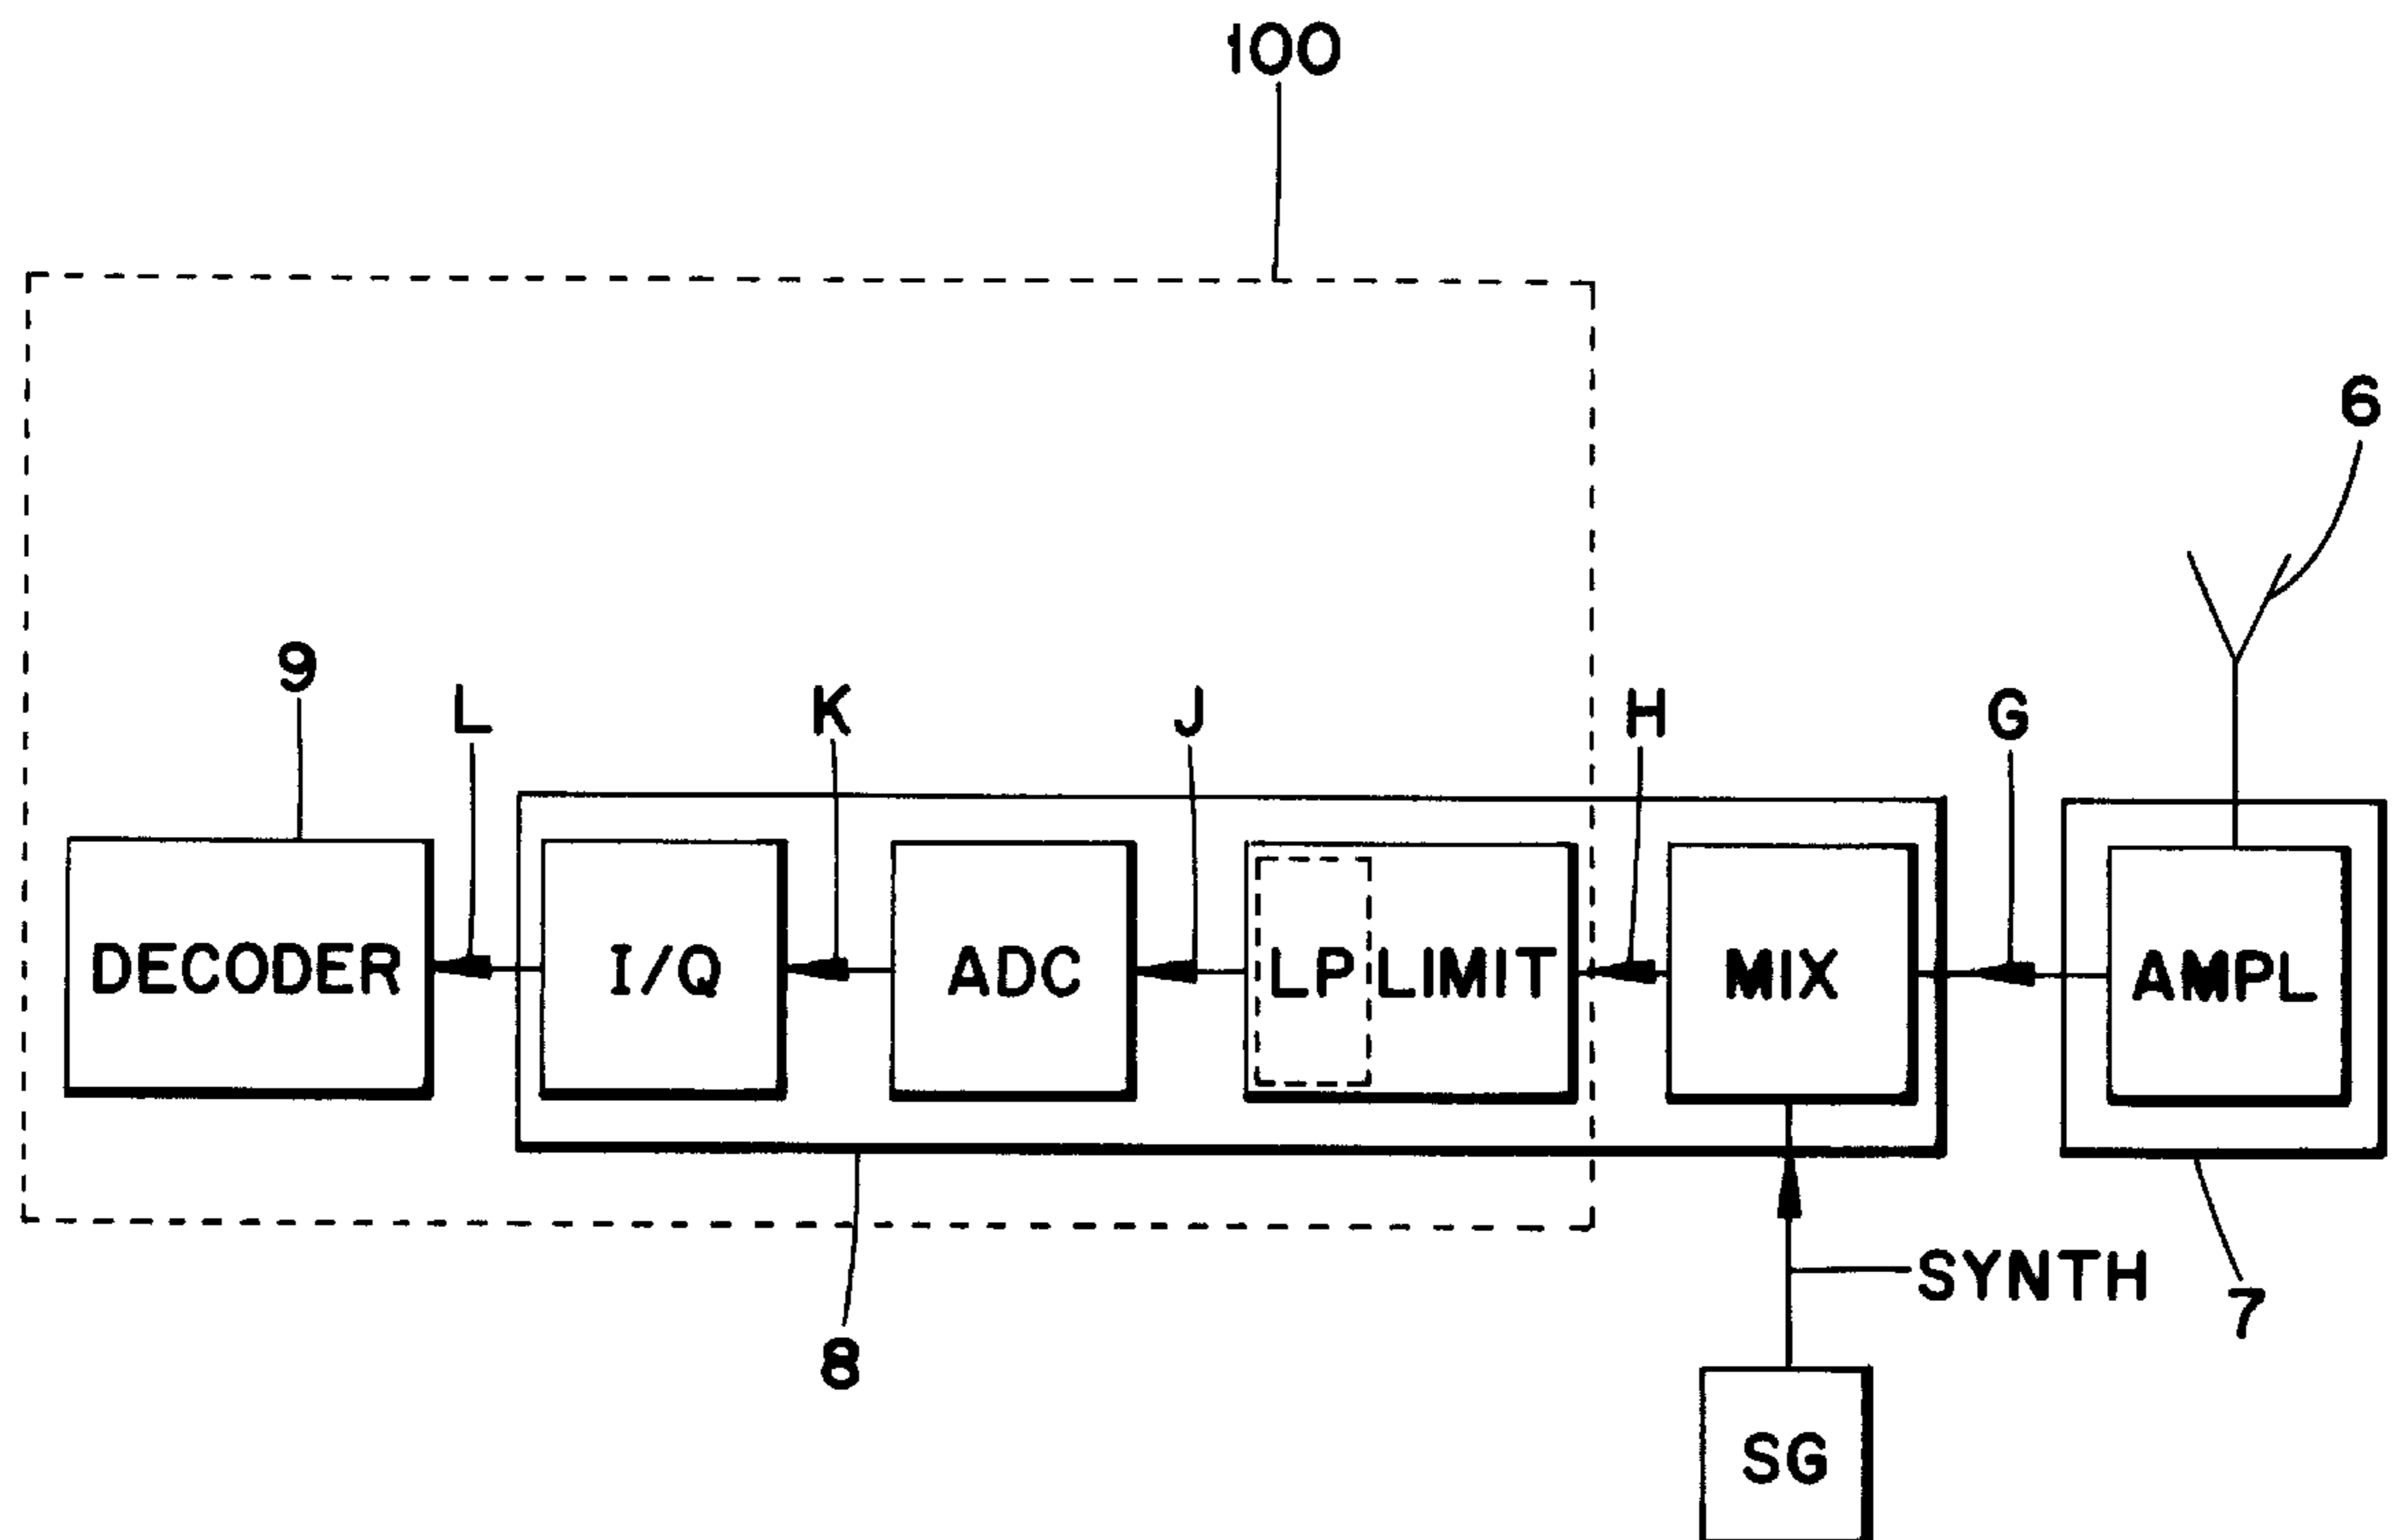 100
6
9
L
K
J
H
G
DECODER
I/Q
ADC
LP LIMIT
MIX
AMPL
SYNTH
7
8
SG